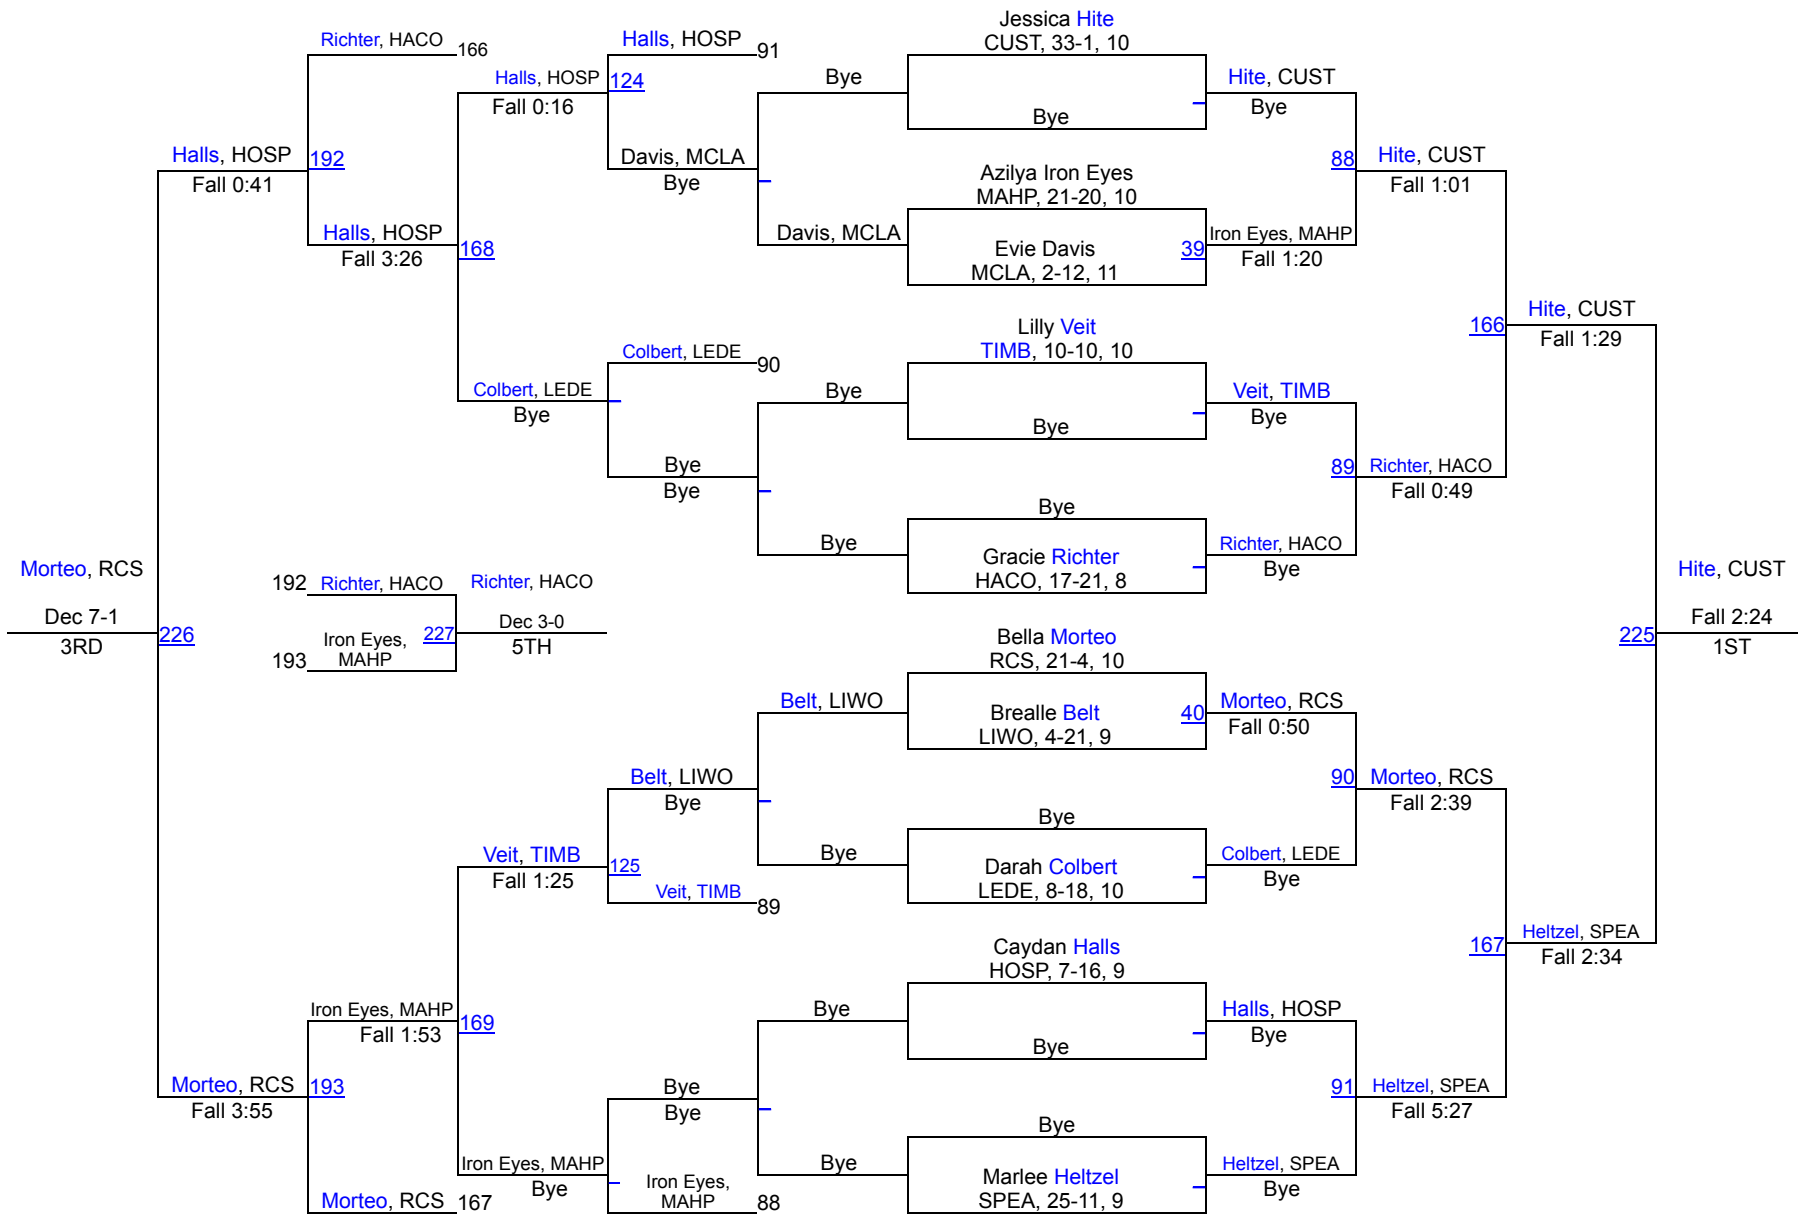 Richter, HACO 166
Halls, HOSP
Fall 0:41
192
Halls, HOSP
Fall 3:26
168
Halls, HOSP
Fall 0:16
124
Halls, HOSP 91
Davis, MCLA
Bye
Bye
Davis, MCLA
Colbert, LEDE
Bye
Colbert, LEDE 90
Bye
Bye
Bye
Bye
Morteo, RCS
Dec 7-1
3RD
226
192 Richter, HACO
193 Iron Eyes,
MAHP
227
Richter, HACO
Dec 3-0
5TH
Belt, LIWO
Belt, LIWO
Bye
Bye
Veit, TIMB
Fall 1:25
125
Veit, TIMB
89
Iron Eyes, MAHP
Fall 1:53
169
Bye
Bye
Bye
Bye
Morteo, RCS
Fall 3:55
193
Iron Eyes, MAHP
Bye
Iron Eyes,
MAHP 88
Morteo, RCS 167
Jessica Hite
CUST, 33-1, 10
Bye
Hite, CUST
Bye
Azilya Iron Eyes
MAHP, 21-20, 10
Evie Davis
MCLA, 2-12, 11
39
Iron Eyes, MAHP
Fall 1:20
88
Hite, CUST
Fall 1:01
Lilly Veit
TIMB, 10-10, 10
Bye
Veit, TIMB
Bye
Bye
Gracie Richter
HACO, 17-21, 8
Richter, HACO
Bye
89
Richter, HACO
Fall 0:49
166
Hite, CUST
Fall 1:29
Bella Morteo
RCS, 21-4, 10
Brealle Belt
LIWO, 4-21, 9
40
Morteo, RCS
Fall 0:50
Bye
Darah Colbert
LEDE, 8-18, 10
Colbert, LEDE
Bye
90
Morteo, RCS
Fall 2:39
Caydan Halls
HOSP, 7-16, 9
Bye
Halls, HOSP
Bye
Bye
Marlee Heltzel
SPEA, 25-11, 9
Heltzel, SPEA
Bye
91
Heltzel, SPEA
Fall 5:27
167
Heltzel, SPEA
Fall 2:34
225
Hite, CUST
Fall 2:24
1ST